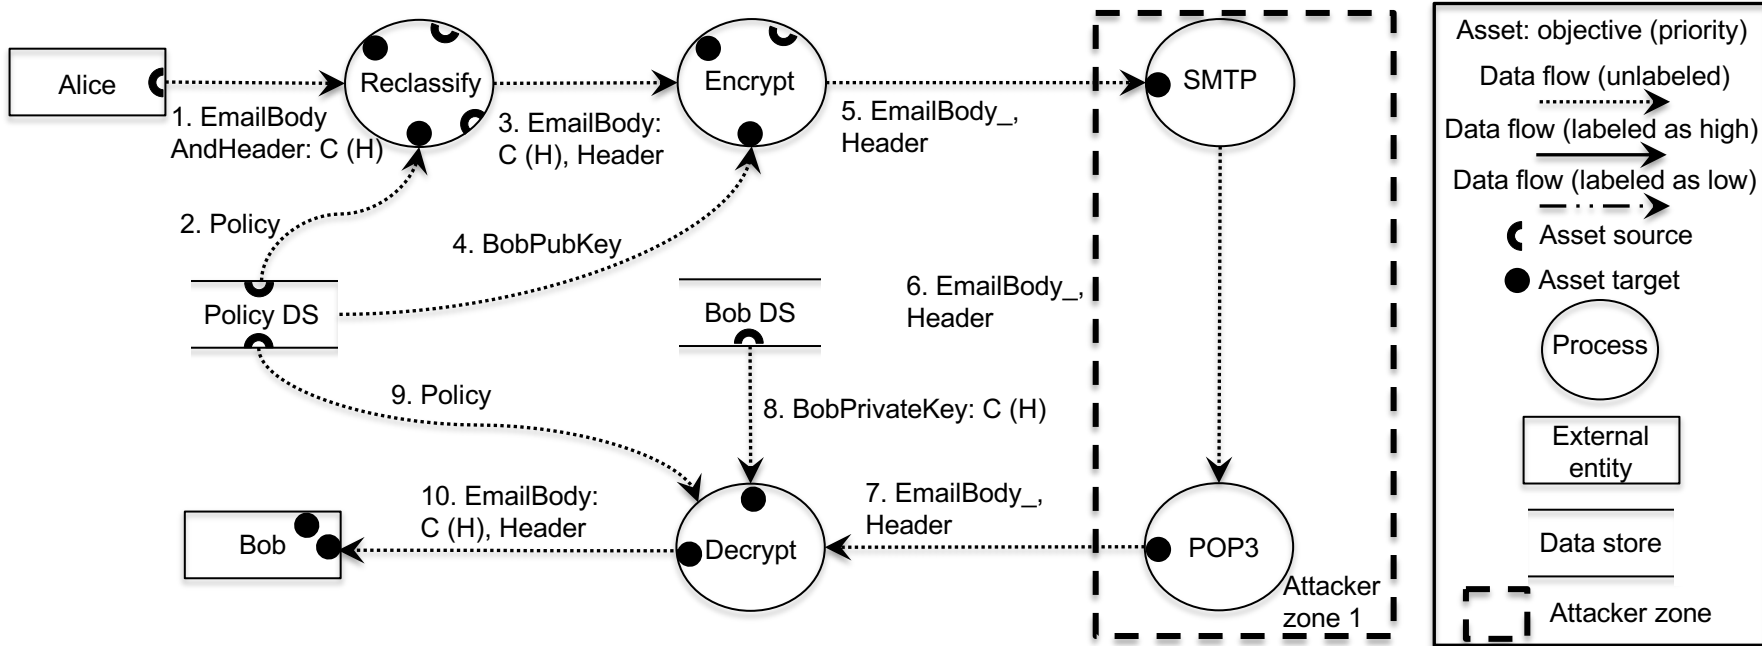 Alice
Reclassify
Encrypt
SMTP
1. EmailBody
AndHeader: C (H)
3. EmailBody:
C (H), Header
5. EmailBody_,
Header
2. Policy
4. BobPubKey
Policy DS
Bob DS
6. EmailBody_,
Header
9. Policy
8. BobPrivateKey: C (H)
10. EmailBody:
C (H), Header
7. EmailBody_,
Header
Bob
Decrypt
POP3
Attacker
zone 1
Asset: objective (priority)
Data flow (unlabeled)
Data flow (labeled as high)
Data flow (labeled as low)
Asset source
Asset target
Process
External
entity
Data store
Attacker zone